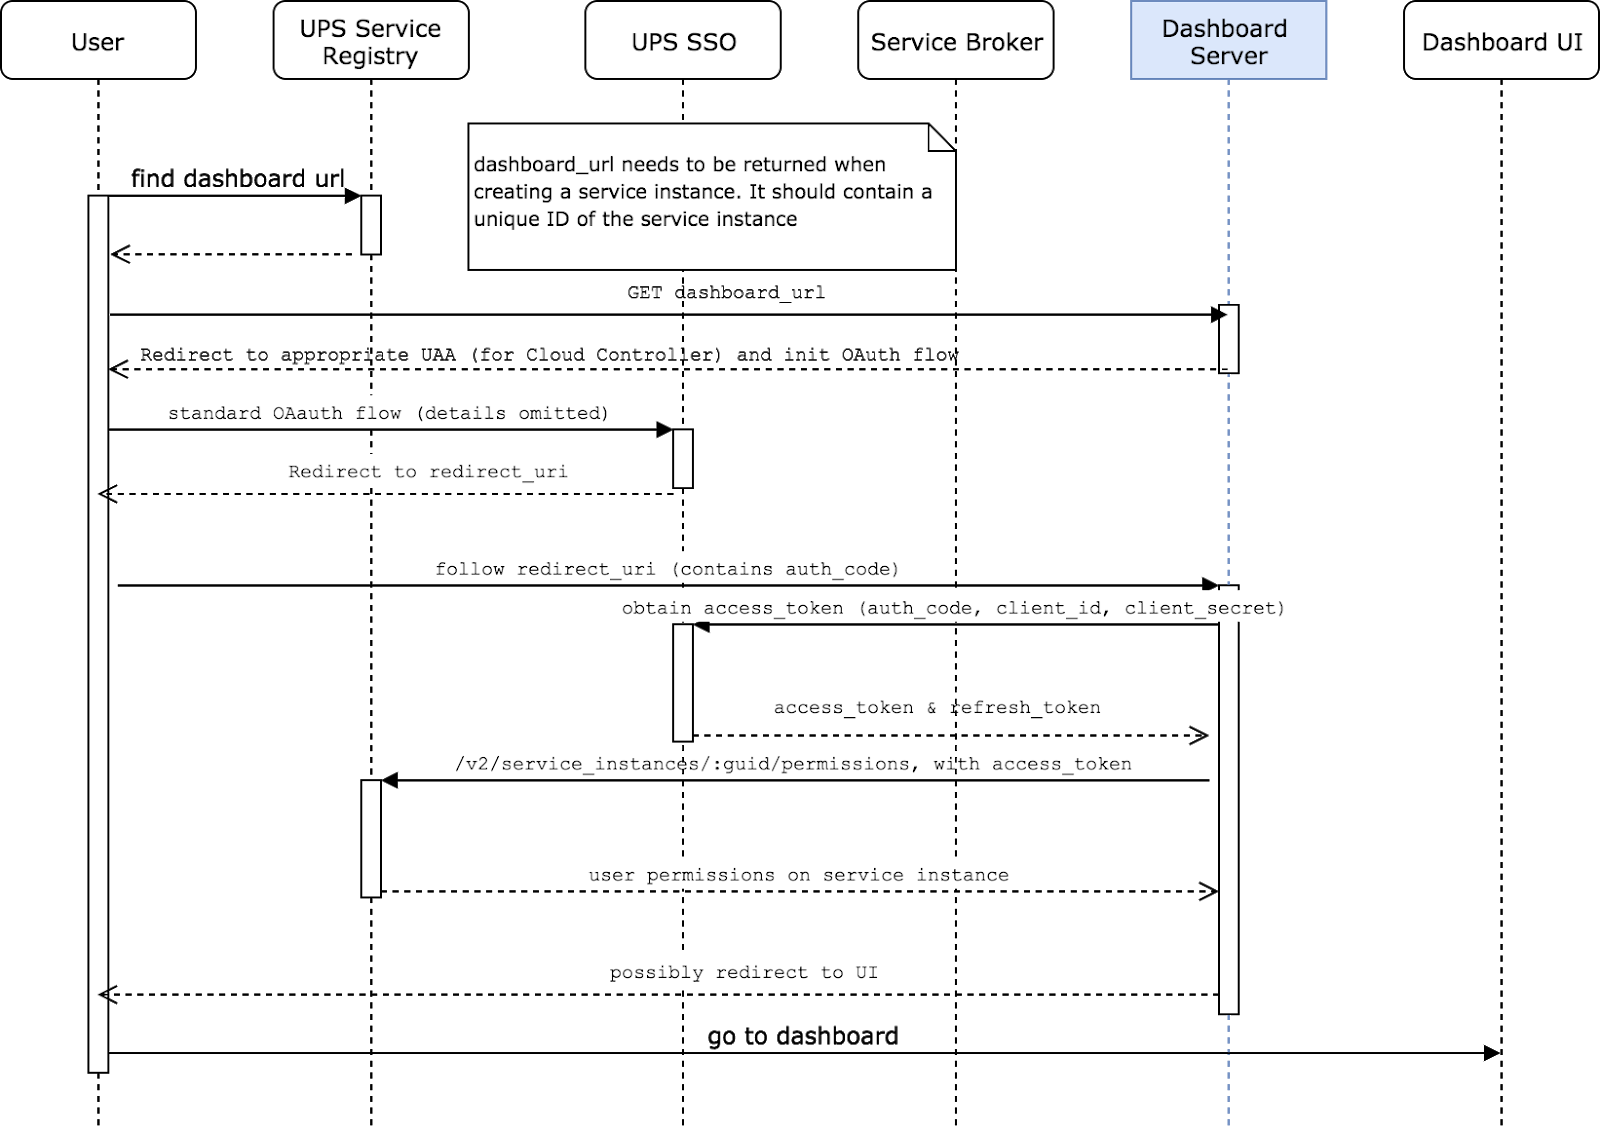 User
UPS Service
Registry
UPS SSO
Service Broker
Dashboard
Server
Dashboard UI
dashboard_url needs to be returned when
creating a service instance. It should contain a
unique ID of the service instance
find dashboard url
GET dashboard_url
Redirect to appropriate UAA (for Cloud Controller) and init OAuth flow
standard OAauth flow (details omitted)
Redirect to redirect_uri
follow redirect_uri (contains auth_code)
obtain access_token (auth_code, client_id, client_secret)
access_token & refresh_token
/v2/service_instances/:guid/permissions, with access_token
user permissions on service instance
possibly redirect to UI
go to dashboard